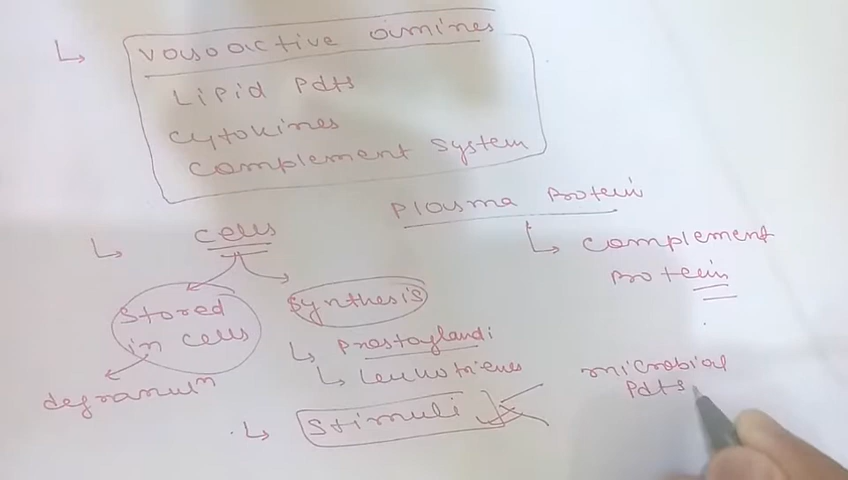 vasoactive amines
Lipid Pdts
cytokines
complement system
Plasma Protein
cells
complement
Protein
stored
in cells
synthesis
Prostaglandi
Leukotrienes
degranuln
stimuli
microbial
Pdts